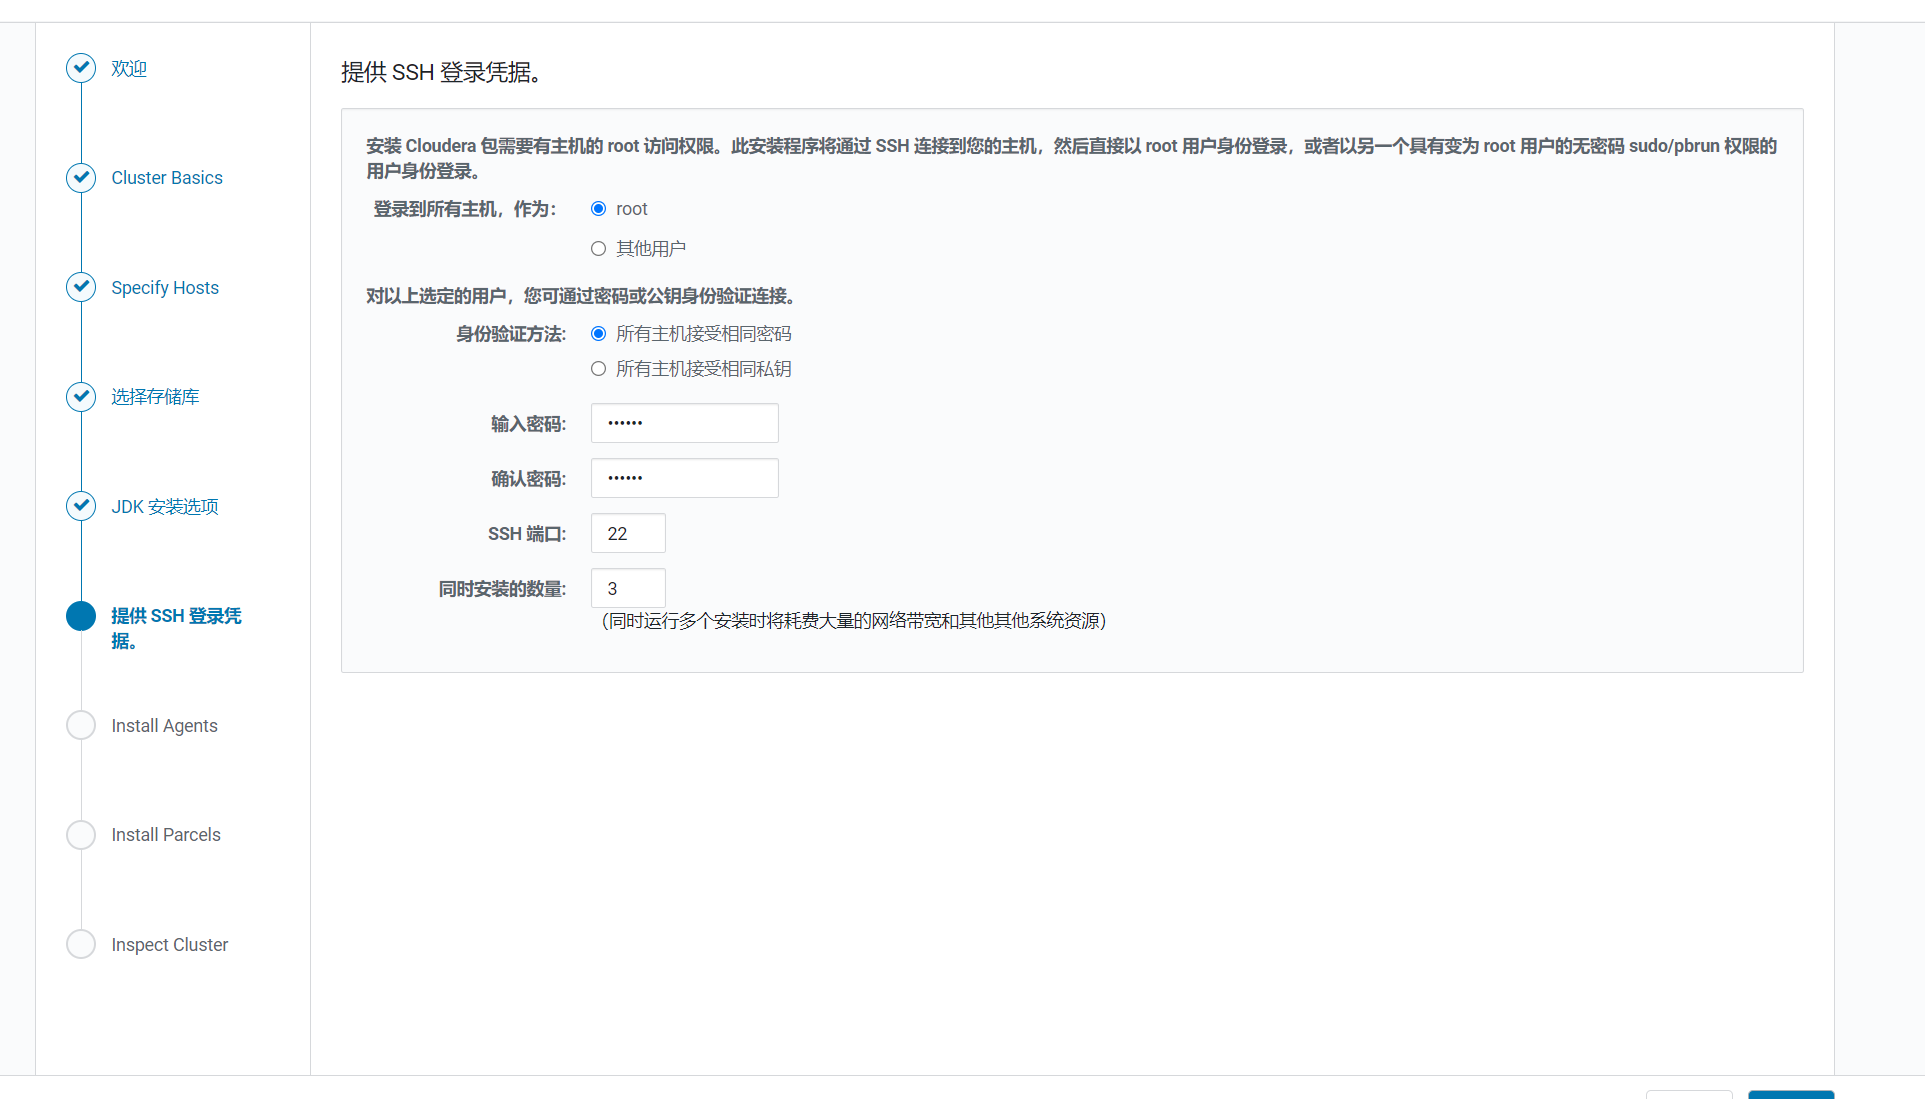 欢迎
Cluster Basics
Specify Hosts
选择存储库
JDK 安装选项
提供 SSH 登录凭
据。
Install Agents
Install Parcels
Inspect Cluster
提供 SSH 登录凭据。
安装 Cloudera 包需要有主机的 root 访问权限。此安装程序将通过 SSH 连接到您的主机，然后直接以 root 用户身份登录，或者以另一个具有变为 root 用户的无密码 sudo/pbrun 权限的
用户身份登录。
登录到所有主机，作为： root
其他用户
对以上选定的用户，您可通过密码或公钥身份验证连接。
身份验证方法: 所有主机接受相同密码
所有主机接受相同私钥
输入密码: ••••••
确认密码: ••••••
SSH 端口: 22
同时安装的数量: 3
（同时运行多个安装时将耗费大量的网络带宽和其他其他系统资源）